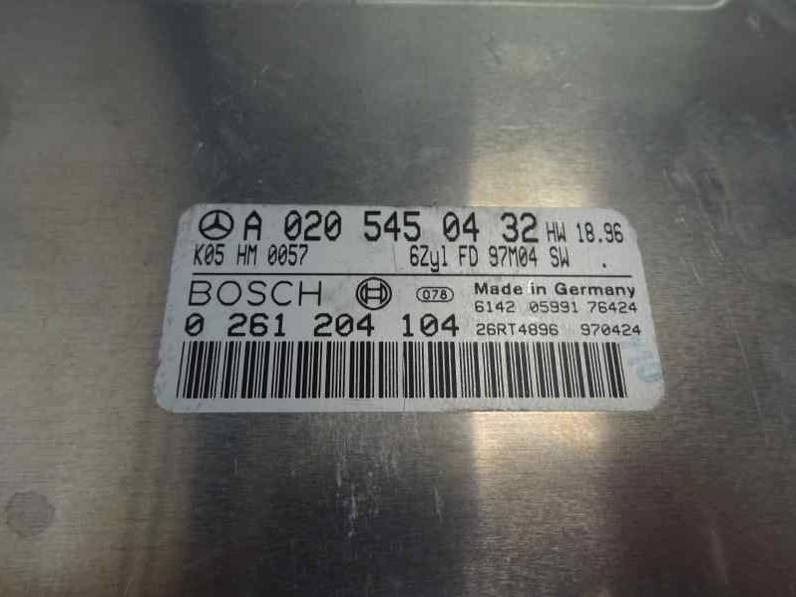 A 020 545 04 32 HW 18.96
K05 HM 0057 6Zyl FD 97M04 SW .
BOSCH 078 Made in Germany
6142 05991 76424
0 261 204 104 26RT4896 970424